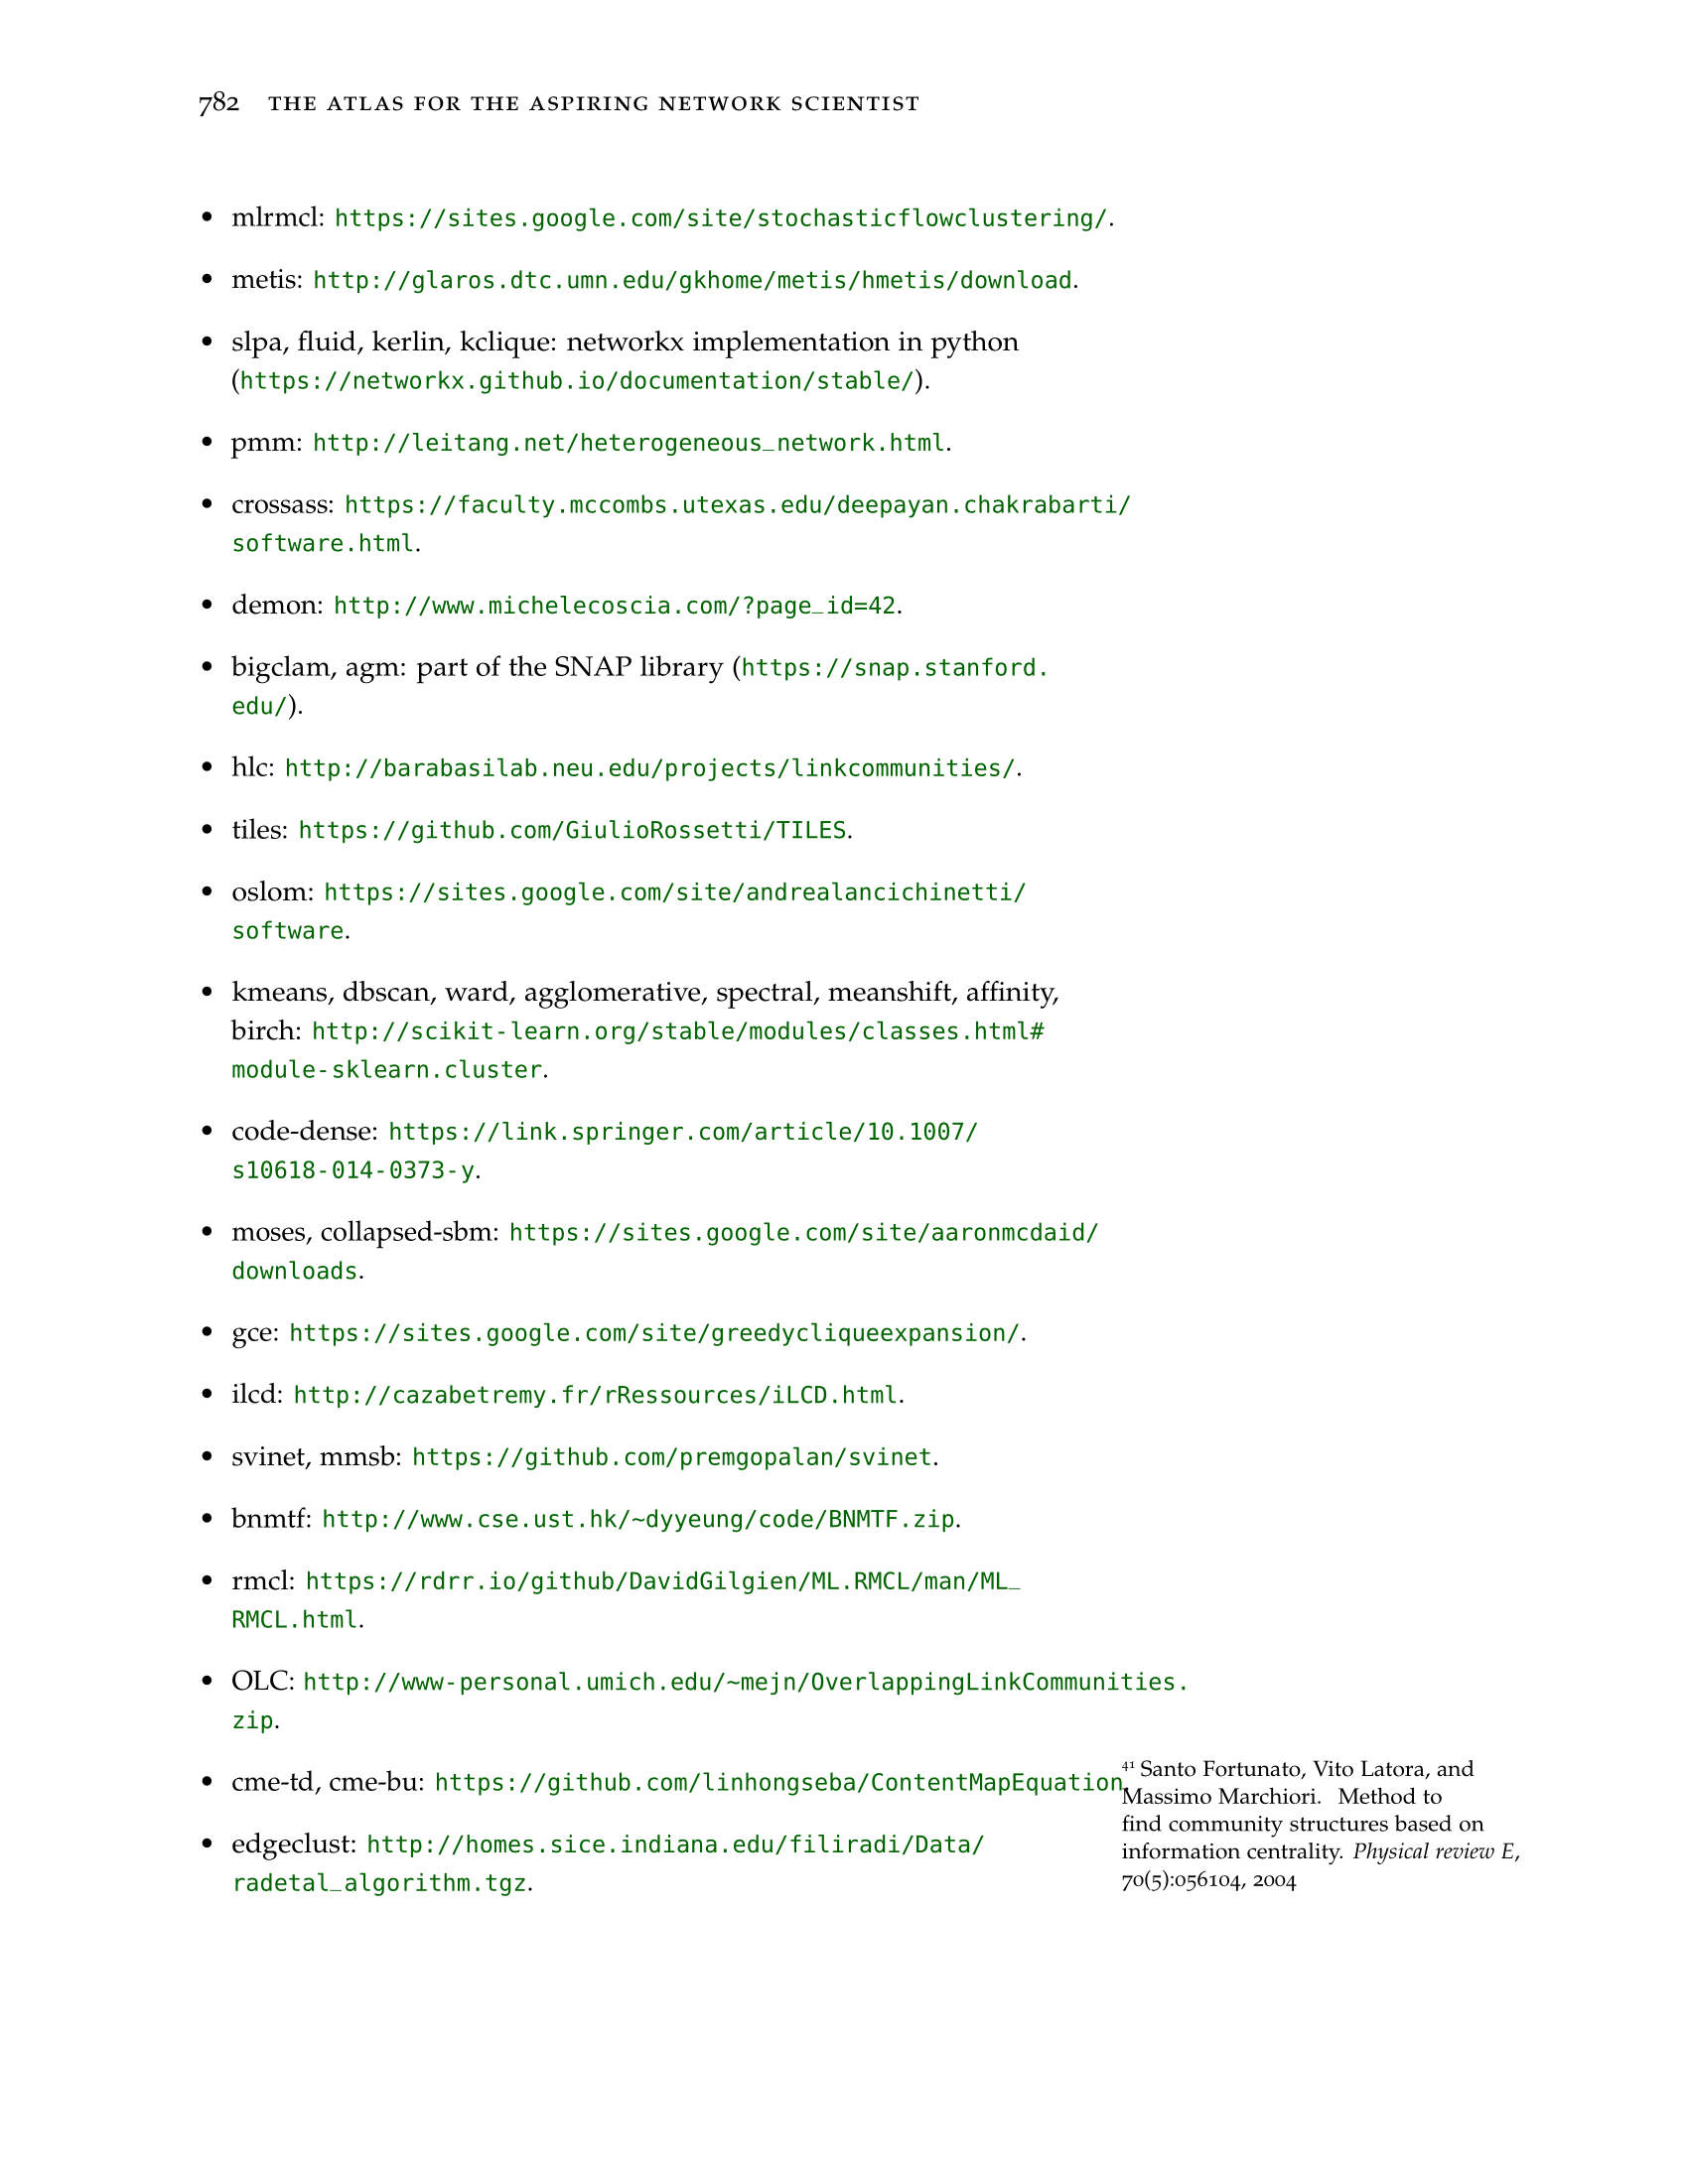 782 THE ATLAS FOR THE ASPIRING NETWORK SCIENTIST
• mlrmcl: https://sites.google.com/site/stochasticflowclustering/.
• metis: http://glaros.dtc.umn.edu/gkhome/metis/hmetis/download.
• slpa, fluid, kerlin, kclique: networkx implementation in python
(https://networkx.github.io/documentation/stable/).
• pmm: http://leitang.net/heterogeneous_network.html.
• crossass: https://faculty.mccombs.utexas.edu/deepayan.chakrabarti/
software.html.
• demon: http://www.michelecoscia.com/?page_id=42.
• bigclam, agm: part of the SNAP library (https://snap.stanford.
edu/).
• hlc: http://barabasilab.neu.edu/projects/linkcommunities/.
• tiles: https://github.com/GiulioRossetti/TILES.
• oslom: https://sites.google.com/site/andrealancichinetti/
software.
• kmeans, dbscan, ward, agglomerative, spectral, meanshift, affinity,
birch: http://scikit-learn.org/stable/modules/classes.html#
module-sklearn.cluster.
• code-dense: https://link.springer.com/article/10.1007/
s10618-014-0373-y.
• moses, collapsed-sbm: https://sites.google.com/site/aaronmcdaid/
downloads.
• gce: https://sites.google.com/site/greedycliqueexpansion/.
• ilcd: http://cazabetremy.fr/rRessources/iLCD.html.
• svinet, mmsb: https://github.com/premgopalan/svinet.
• bnmtf: http://www.cse.ust.hk/~dyyeung/code/BNMTF.zip.
• rmcl: https://rdrr.io/github/DavidGilgien/ML.RMCL/man/ML_
RMCL.html.
• OLC: http://www-personal.umich.edu/~mejn/OverlappingLinkCommunities.
zip.
• cme-td, cme-bu: https://github.com/linhongseba/ContentMapEquation.
• edgeclust: http://homes.sice.indiana.edu/filiradi/Data/
radetal_algorithm.tgz.
41 Santo Fortunato, Vito Latora, and
Massimo Marchiori. Method to
find community structures based on
information centrality. Physical review E,
70(5):056104, 2004